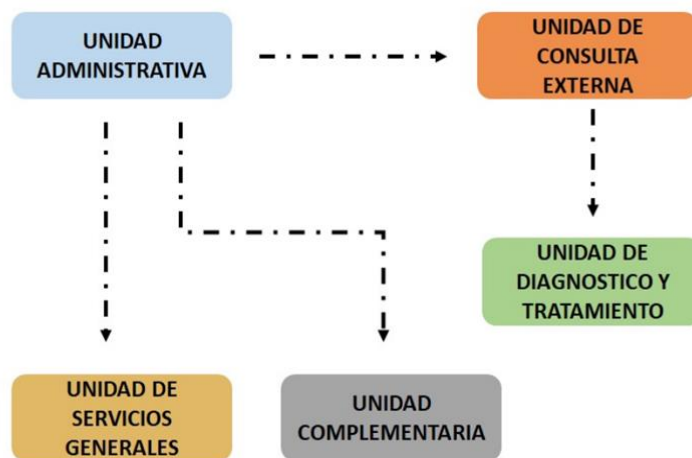 UNIDAD
ADMINISTRATIVA
UNIDAD DE
CONSULTA
EXTERNA
UNIDAD DE
DIAGNOSTICO Y
TRATAMIENTO
UNIDAD DE
SERVICIOS
GENERALES
UNIDAD
COMPLEMENTARIA